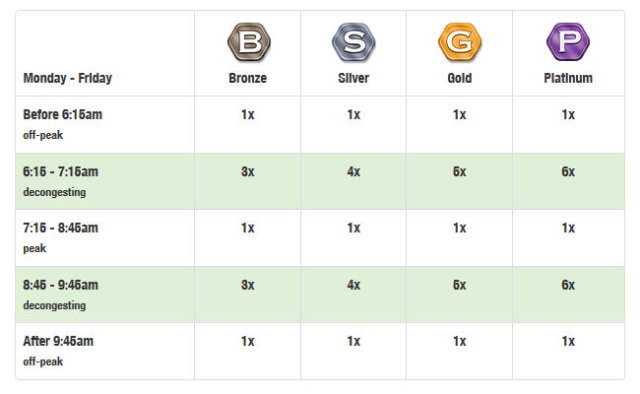 B S G P
Monday - Friday Bronze Silver Gold Platinum
Before 6:15am 1x 1x 1x 1x
off-peak
6:15 - 7:15am 3x 4x 5x 6x
decongesting
7:15 - 8:45am 1x 1x 1x 1x
peak
8:45 - 9:45am 3x 4x 5x 6x
decongesting
After 9:45am 1x 1x 1x 1x
off-peak